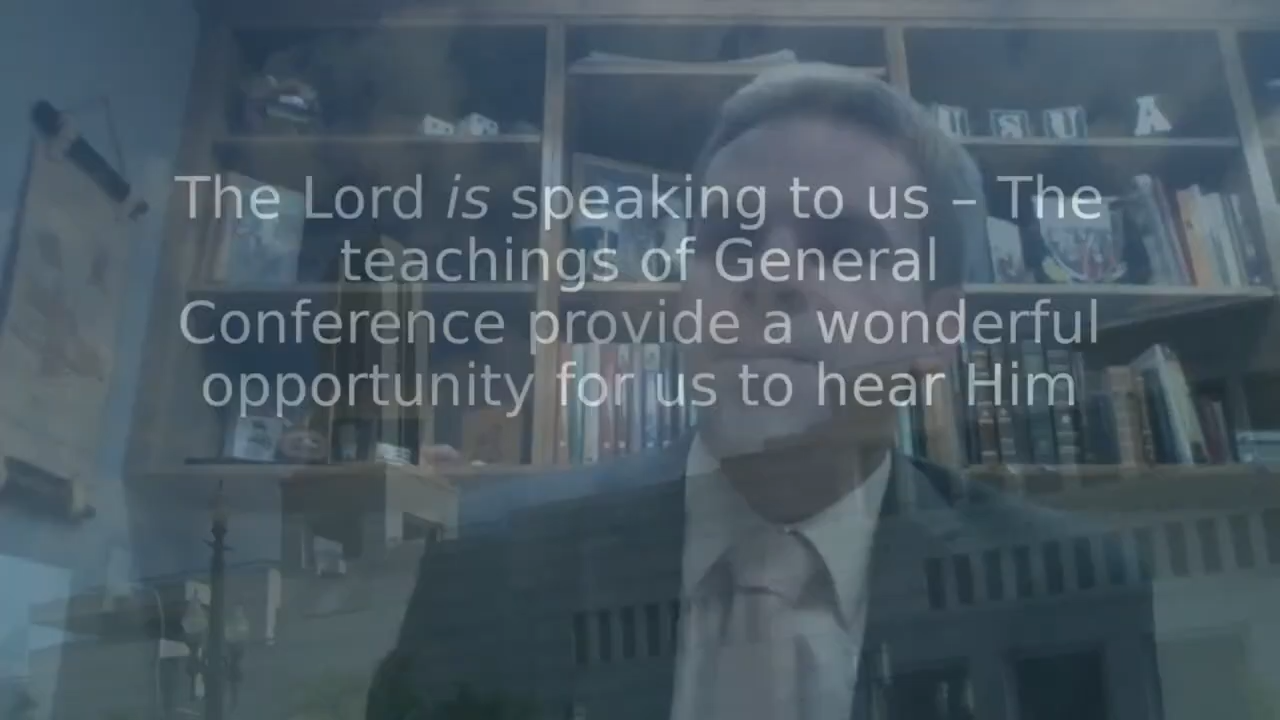 U S U A
The Lord is speaking to us – The
teachings of General
Conference provide a wonderful
opportunity for us to hear Him